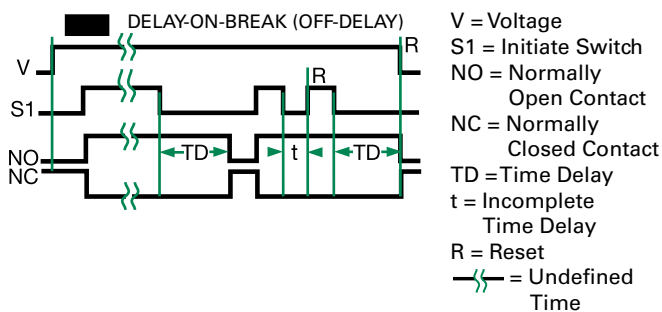 DELAY-ON-BREAK (OFF-DELAY)
R
V
R
S1
NO
TD
t
TD
NC
V = Voltage
S1 = Initiate Switch
NO = Normally
Open Contact
NC = Normally
Closed Contact
TD =Time Delay
t = Incomplete
Time Delay
R = Reset
= Undefined
Time